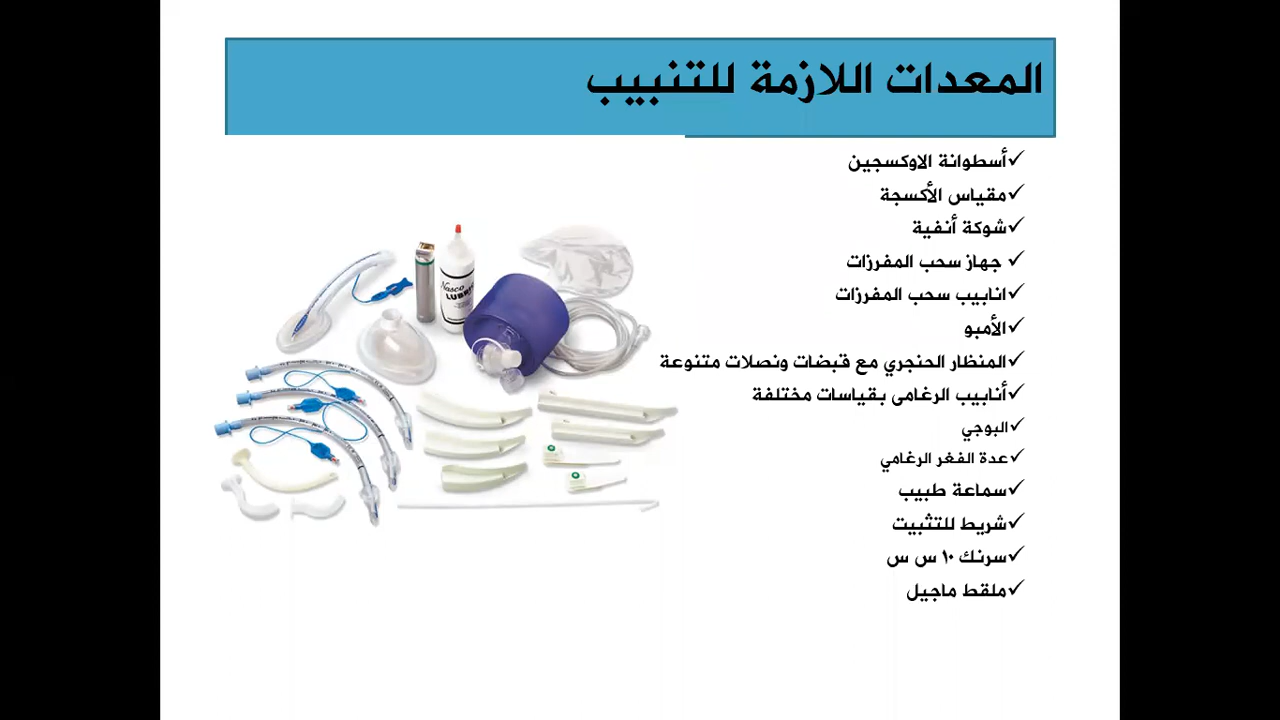 المعدات اللازمة للتنبيب
✓أسطوانة الاوكسجين
✓مقياس الأكسجة
✓شوكة أنفية
✓ جهاز سحب المفرزات
✓انابيب سحب المفرزات
✓الأمبو
✓المنظار الحنجري مع قبضات ونصلات متنوعة
✓أنابيب الرغامى بقياسات مختلفة
✓البوجي
✓عدة الفغر الرغامي
✓سماعة طبيب
✓شريط للتثبيت
✓سرنك ١٠ س س
✓ملقط ماجيل
Nasco